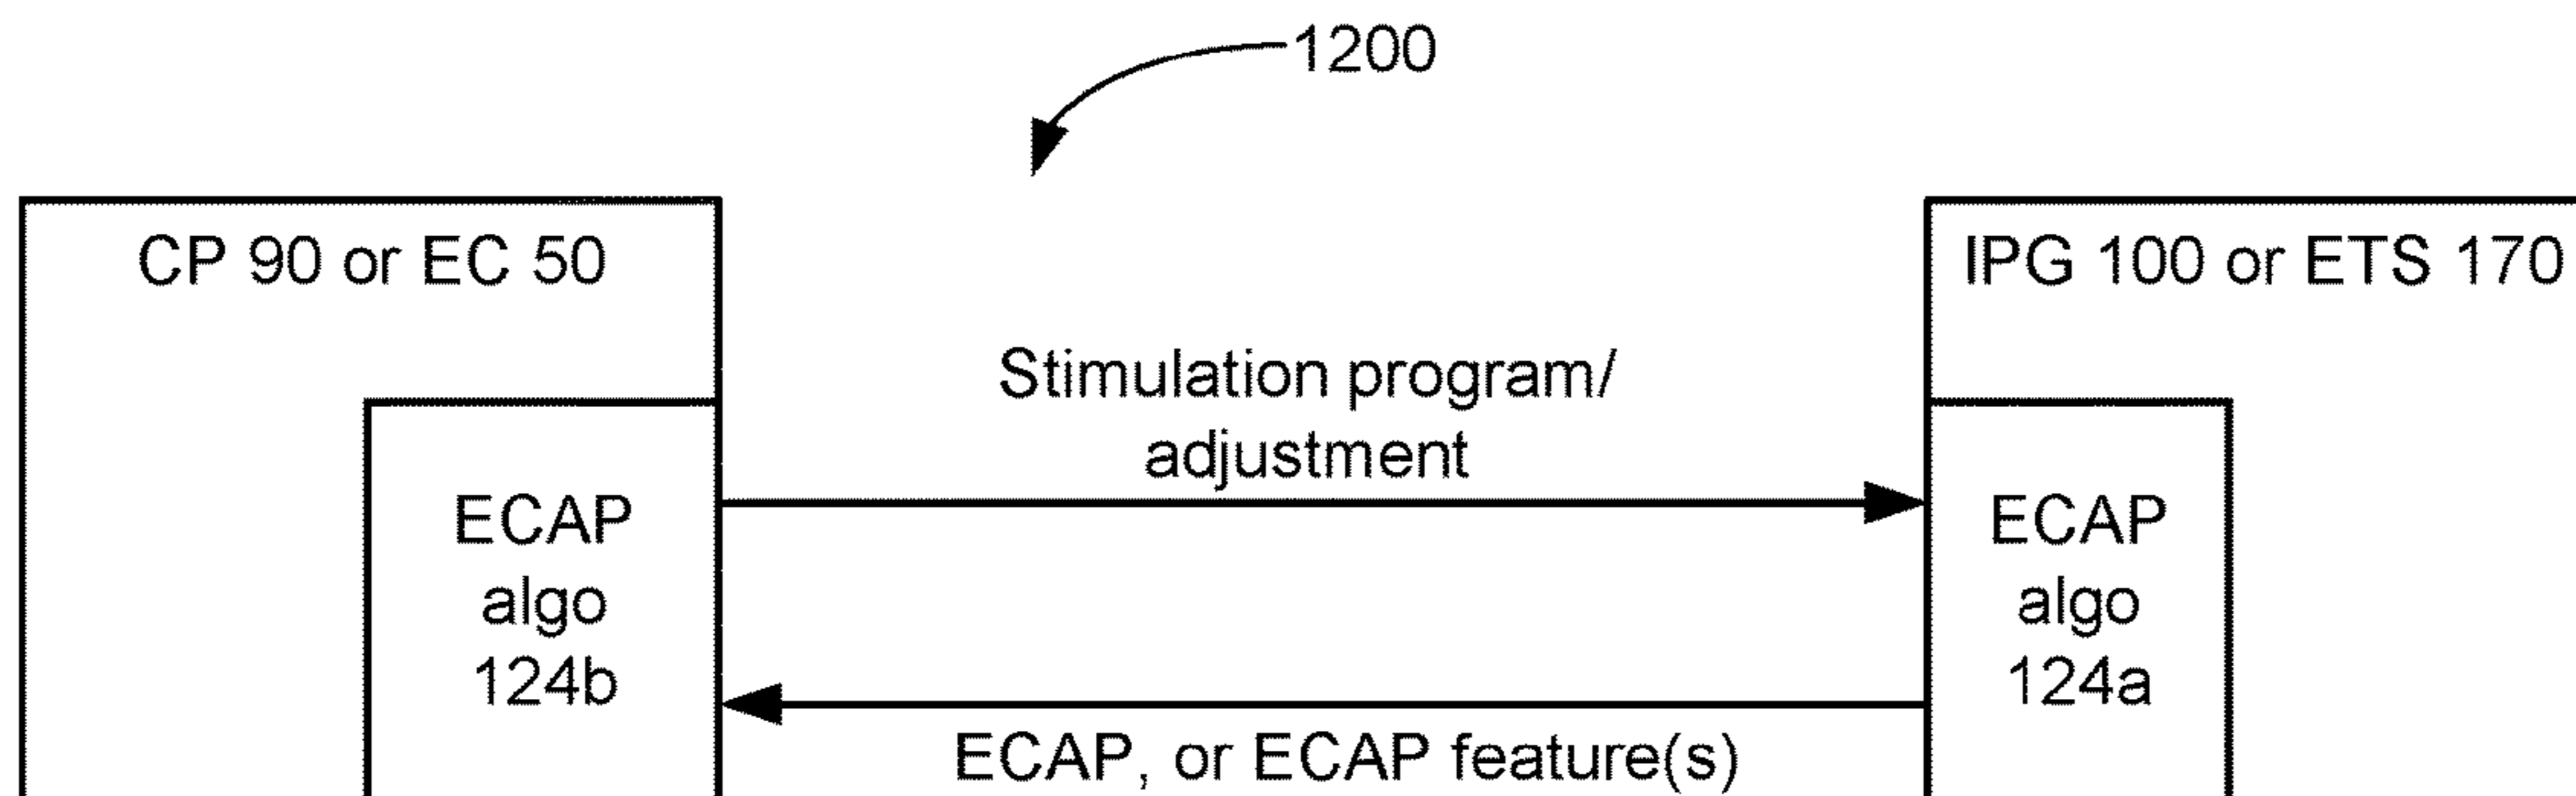 1200
CP 90 or EC 50
IPG 100 or ETS 170
Stimulation program/
adjustment
ECAP
algo
124b
ECAP
algo
124a
ECAP, or ECAP feature(s)